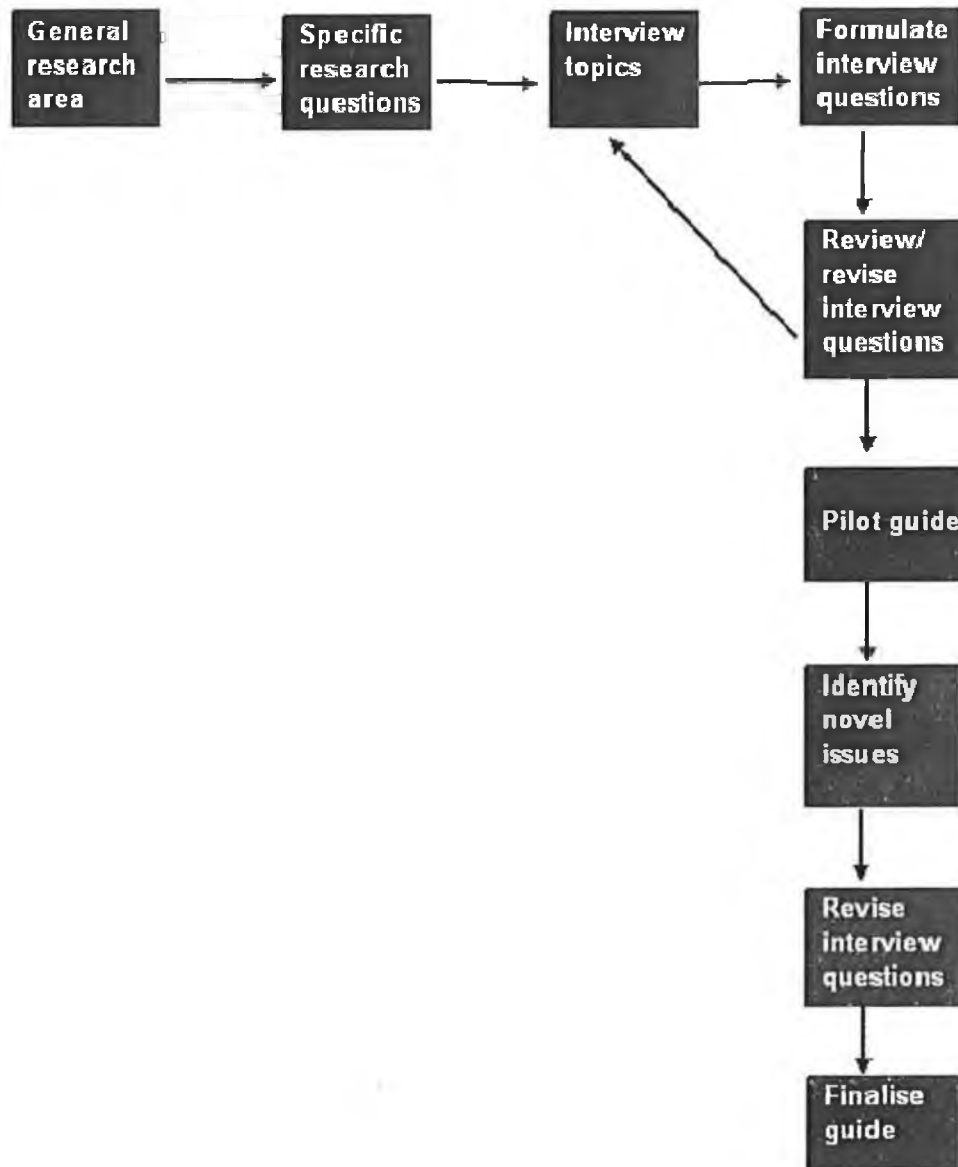 General
research
area
Specific
research
questions
Interview
topics
Formulate
interview
questions
Review/
revise
interview
questions
Pilot guide
Identify
novel
issues
Revise
interview
questions
Finalise
guide